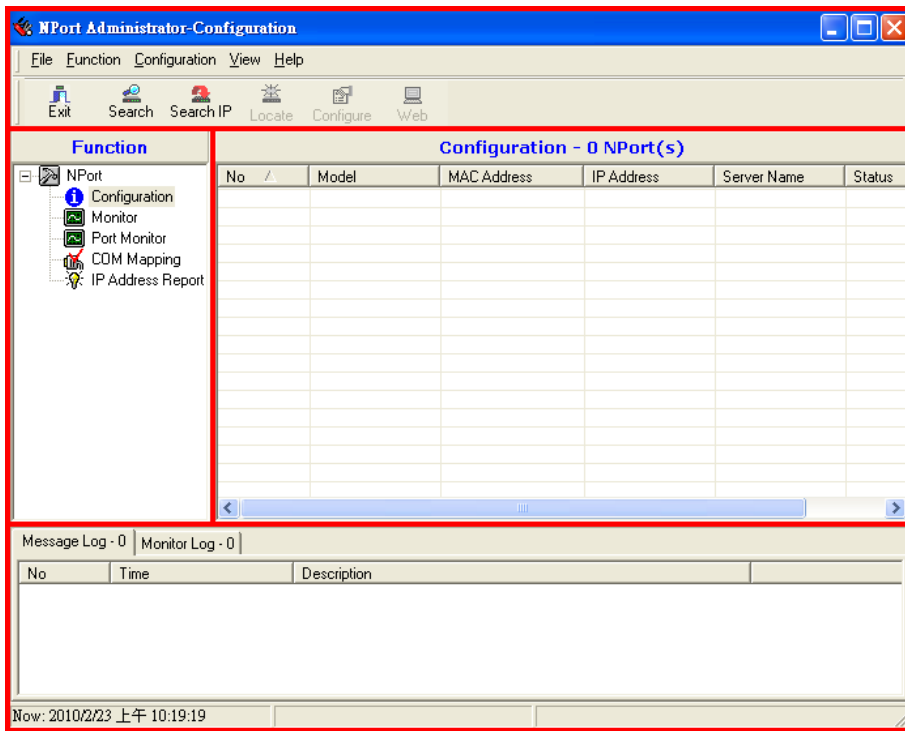 NPort Administrator-Configuration
File Function Configuration View Help
Exit Search Search IP Locate Configure Web
Function
NPort
Configuration
Monitor
Port Monitor
COM Mapping
IP Address Report
Configuration - 0 NPort(s)
No Model MAC Address IP Address Server Name Status
Message Log - 0 Monitor Log - 0
No Time Description
Now: 2010/2/23 上午 10:19:19